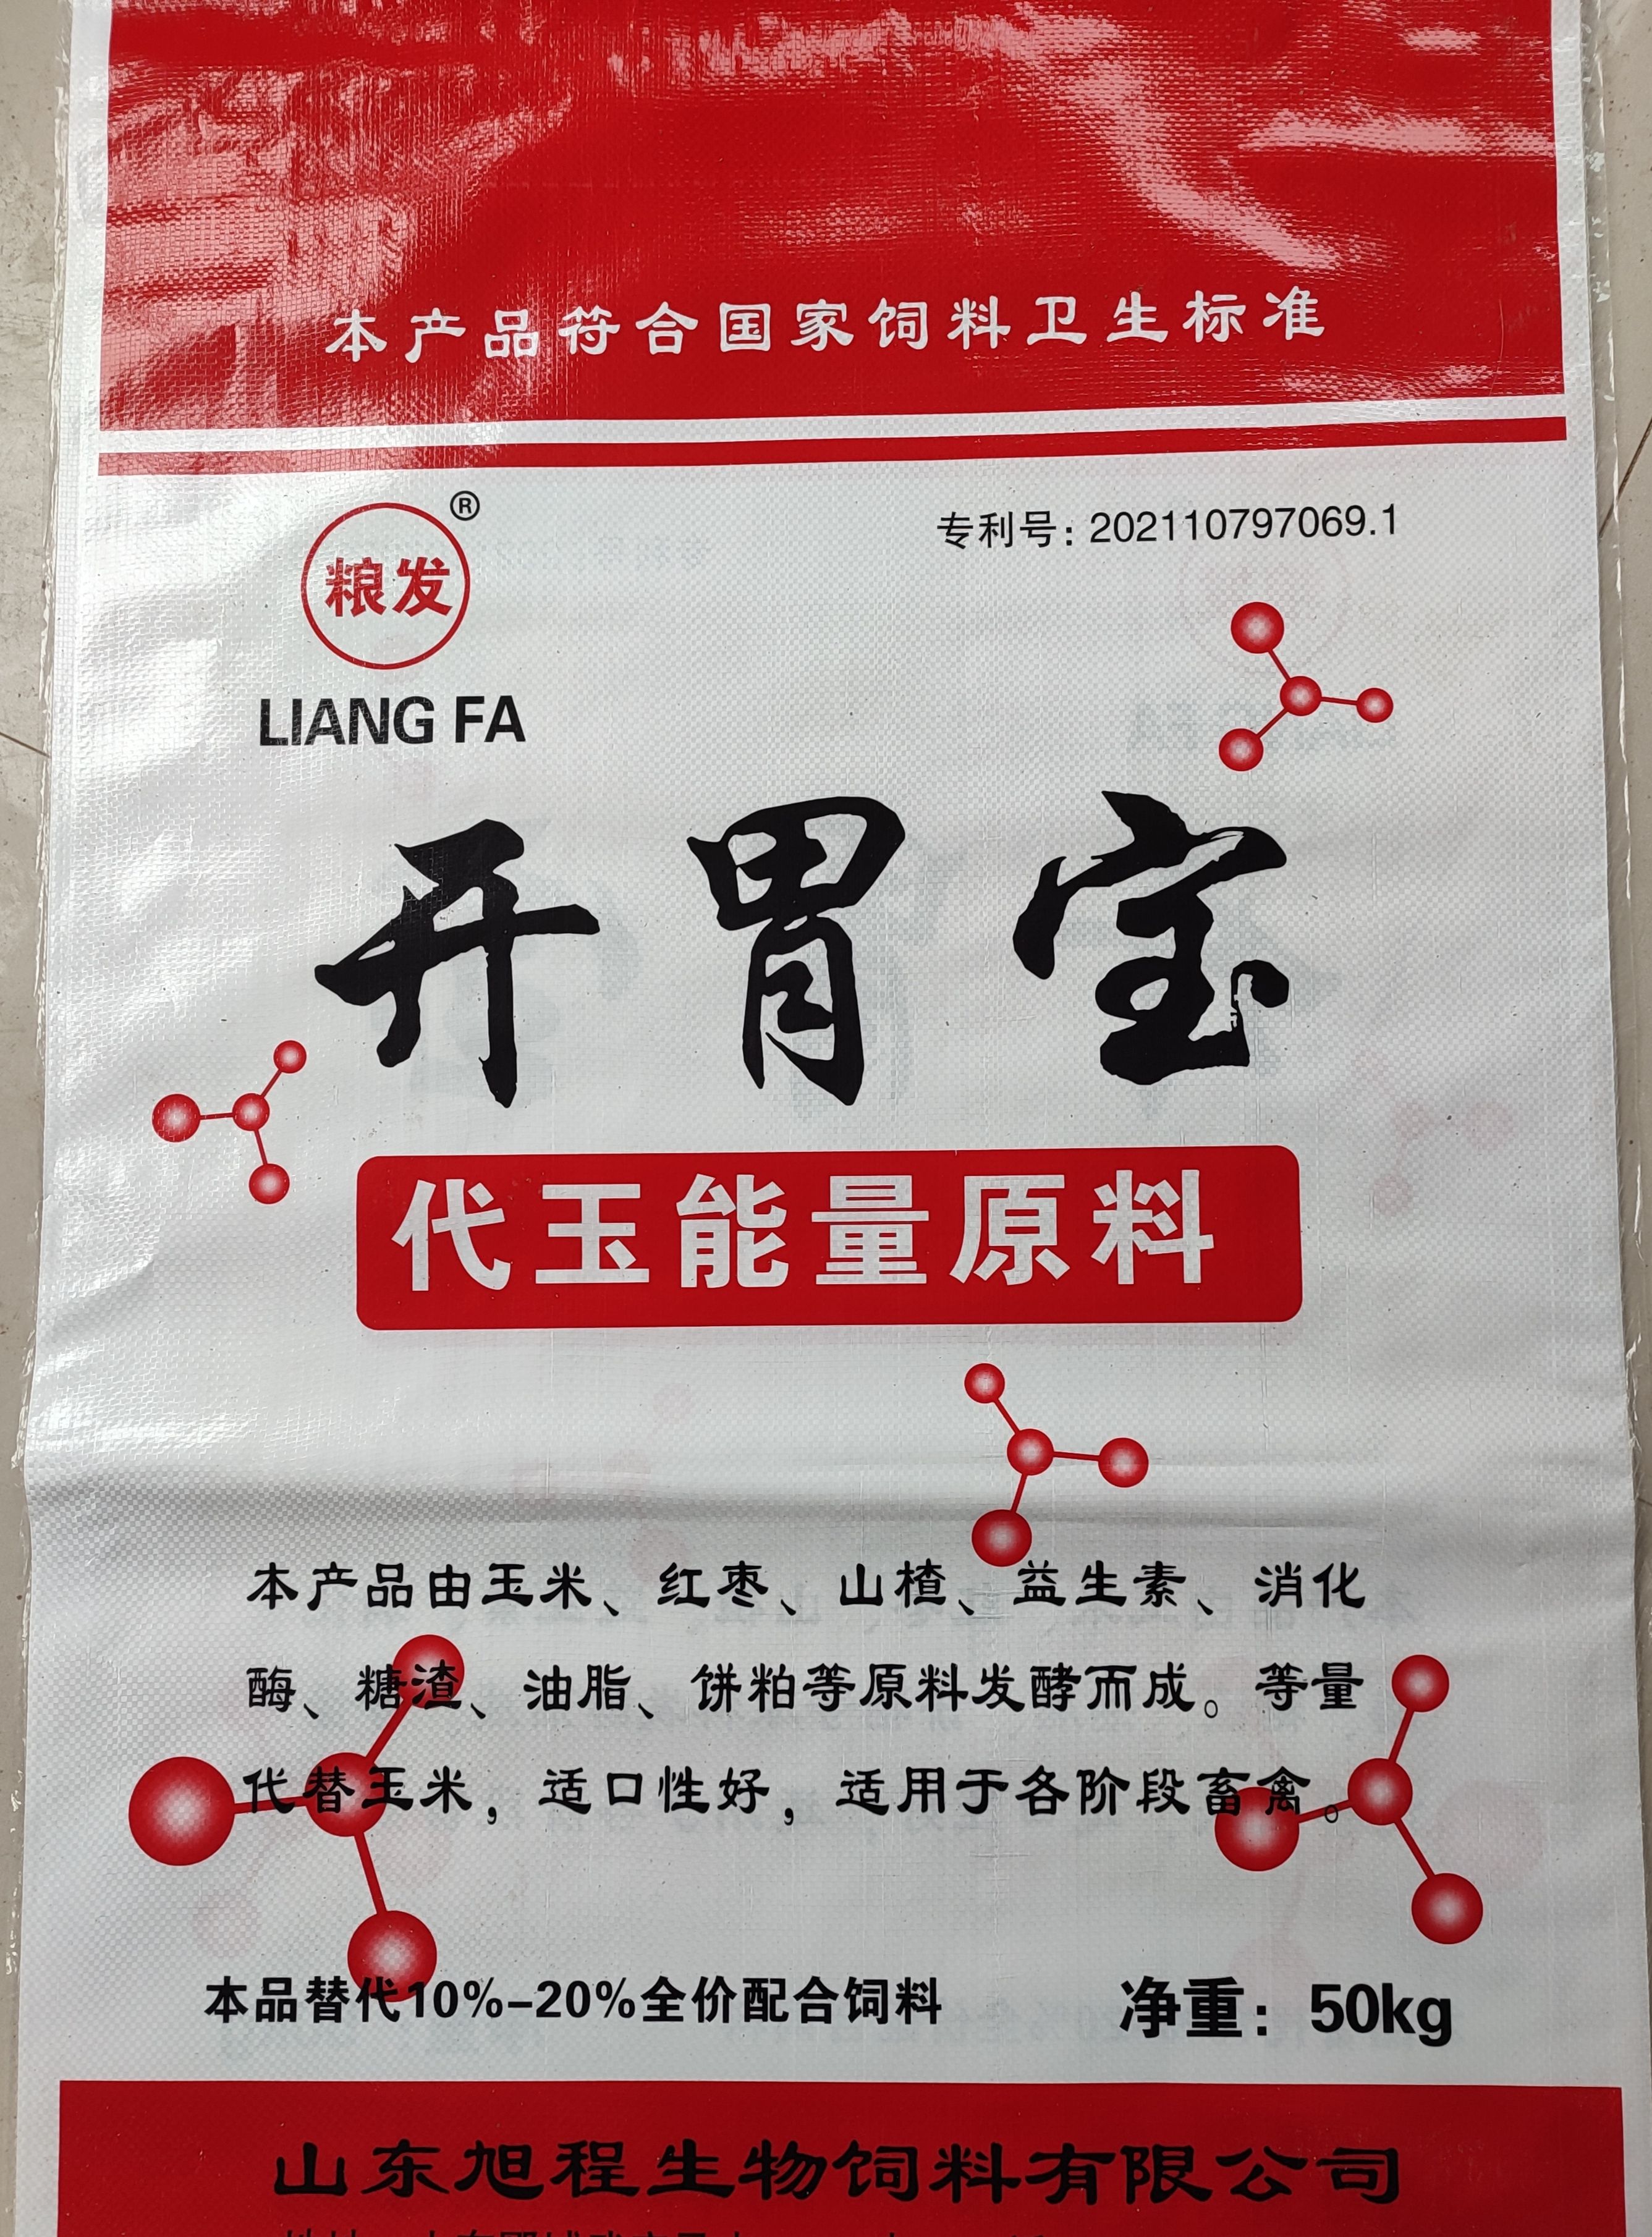 本产品符合国家饲料卫生标准
®
粮发
专利号：202110797069.1
LIANG FA
开胃宝
代玉能量原料
本产品由玉米、红枣、山楂、益生素、消化
酶、糖渣、油脂、饼粕等原料发酵而成。等量
代替玉米，适口性好，适用于各阶段畜禽。
本品替代10%-20%全价配合饲料
净重：50kg
山东旭程生物饲料有限公司